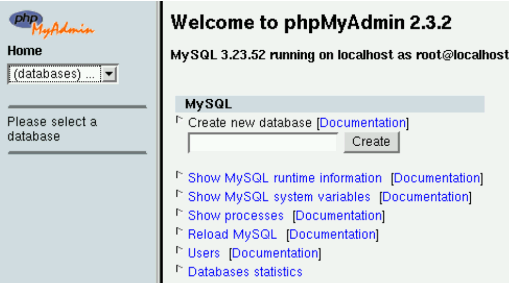 php
MyAdmin
Home
(databases) ...
Please select a
database
Welcome to phpMyAdmin 2.3.2
MySQL 3.23.52 running on localhost as root@localhost
MySQL
Create new database [Documentation]
Create
Show MySQL runtime information [Documentation]
Show MySQL system variables [Documentation]
Show processes [Documentation]
Reload MySQL [Documentation]
Users [Documentation]
Databases statistics